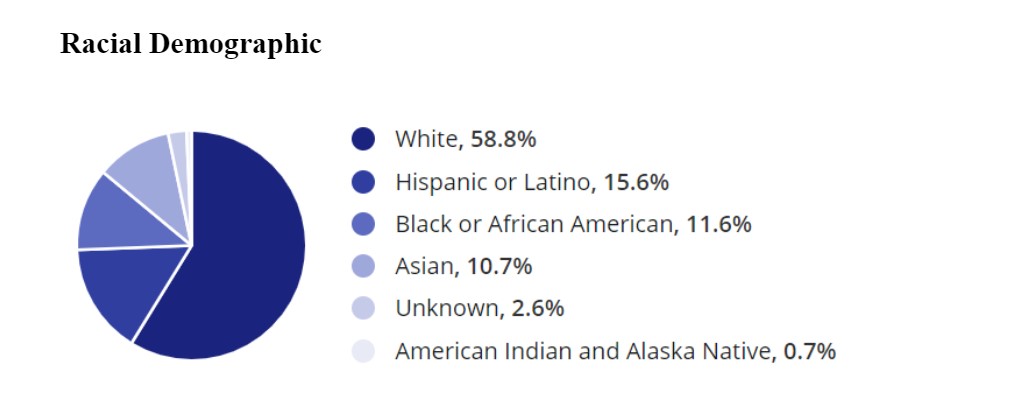 Racial Demographic
White, 58.8%
Hispanic or Latino, 15.6%
Black or African American, 11.6%
Asian, 10.7%
Unknown, 2.6%
American Indian and Alaska Native, 0.7%